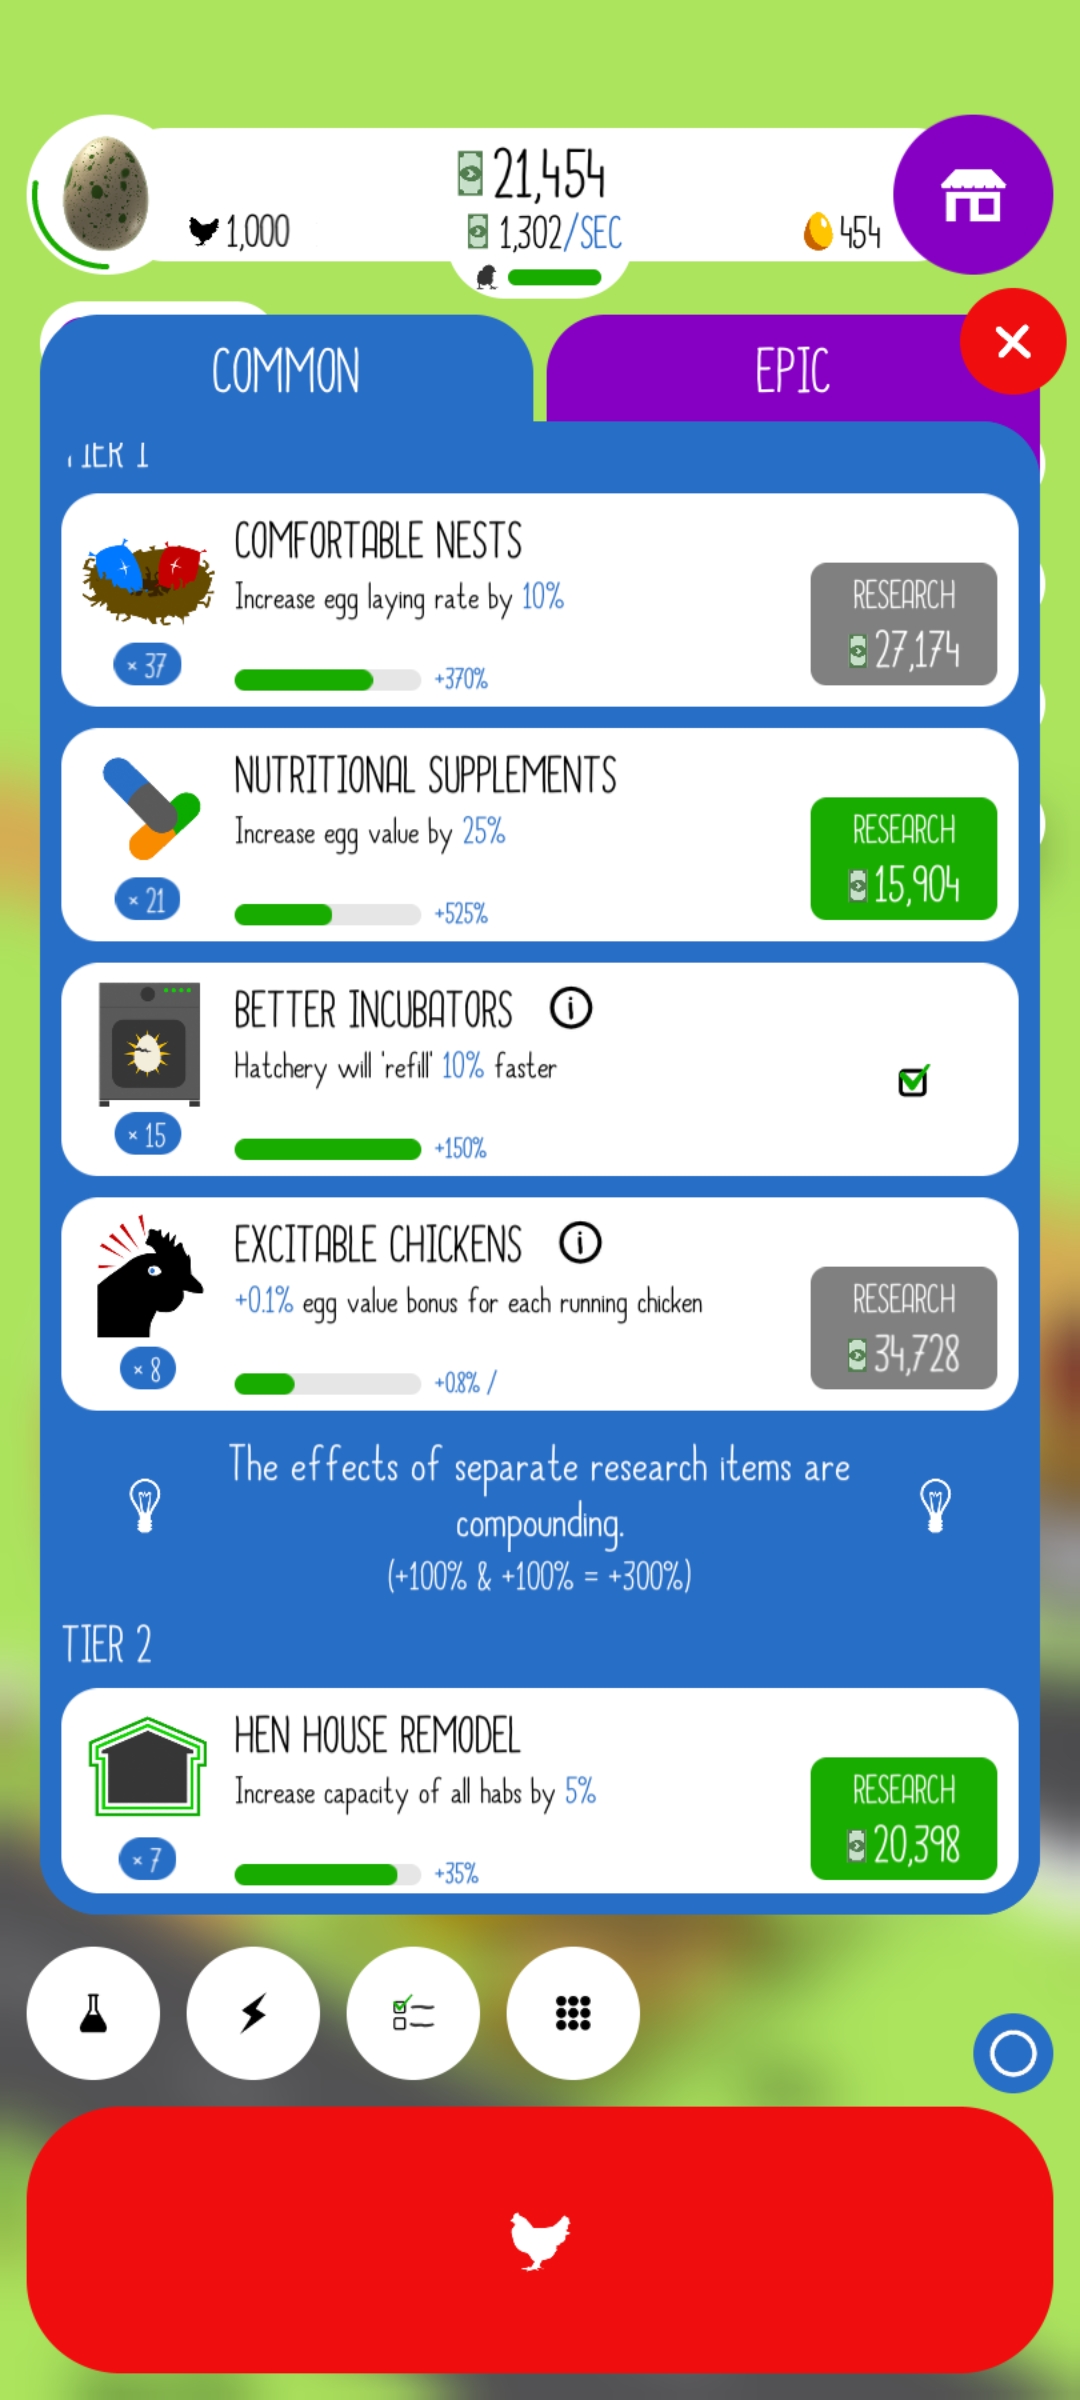 21,454
1,000
1,302/SEC
454
COMMON
EPIC
TIER 1
COMFORTABLE NESTS
Increase egg laying rate by 10%
RESEARCH
27,174
× 37
+370%
NUTRITIONAL SUPPLEMENTS
Increase egg value by 25%
RESEARCH
15,904
× 21
+525%
BETTER INCUBATORS
Hatchery will 'refill' 10% faster
× 15
+150%
EXCITABLE CHICKENS
+0.1% egg value bonus for each running chicken
RESEARCH
34,728
× 8
+0.8% /
The effects of separate research items are
compounding.
(+100% & +100% = +300%)
TIER 2
HEN HOUSE REMODEL
Increase capacity of all habs by 5%
RESEARCH
20,398
× 7
+35%